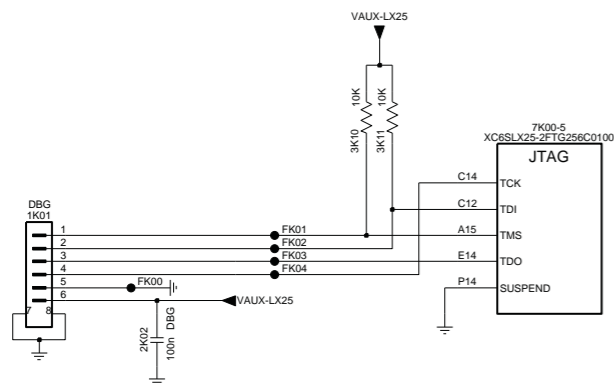 VAUX-LX25
10K
10K
3K10
3K11
7K00-5
XC6SLX25-2FTG256C0100
JTAG
C14
TCK
C12
TDI
A15
TMS
E14
TDO
P14
SUSPEND
DBG
1K01
1
FK01
2
FK02
3
FK03
4
FK04
5
FK00
6
VAUX-LX25
7
8
2K02
100n
DBG